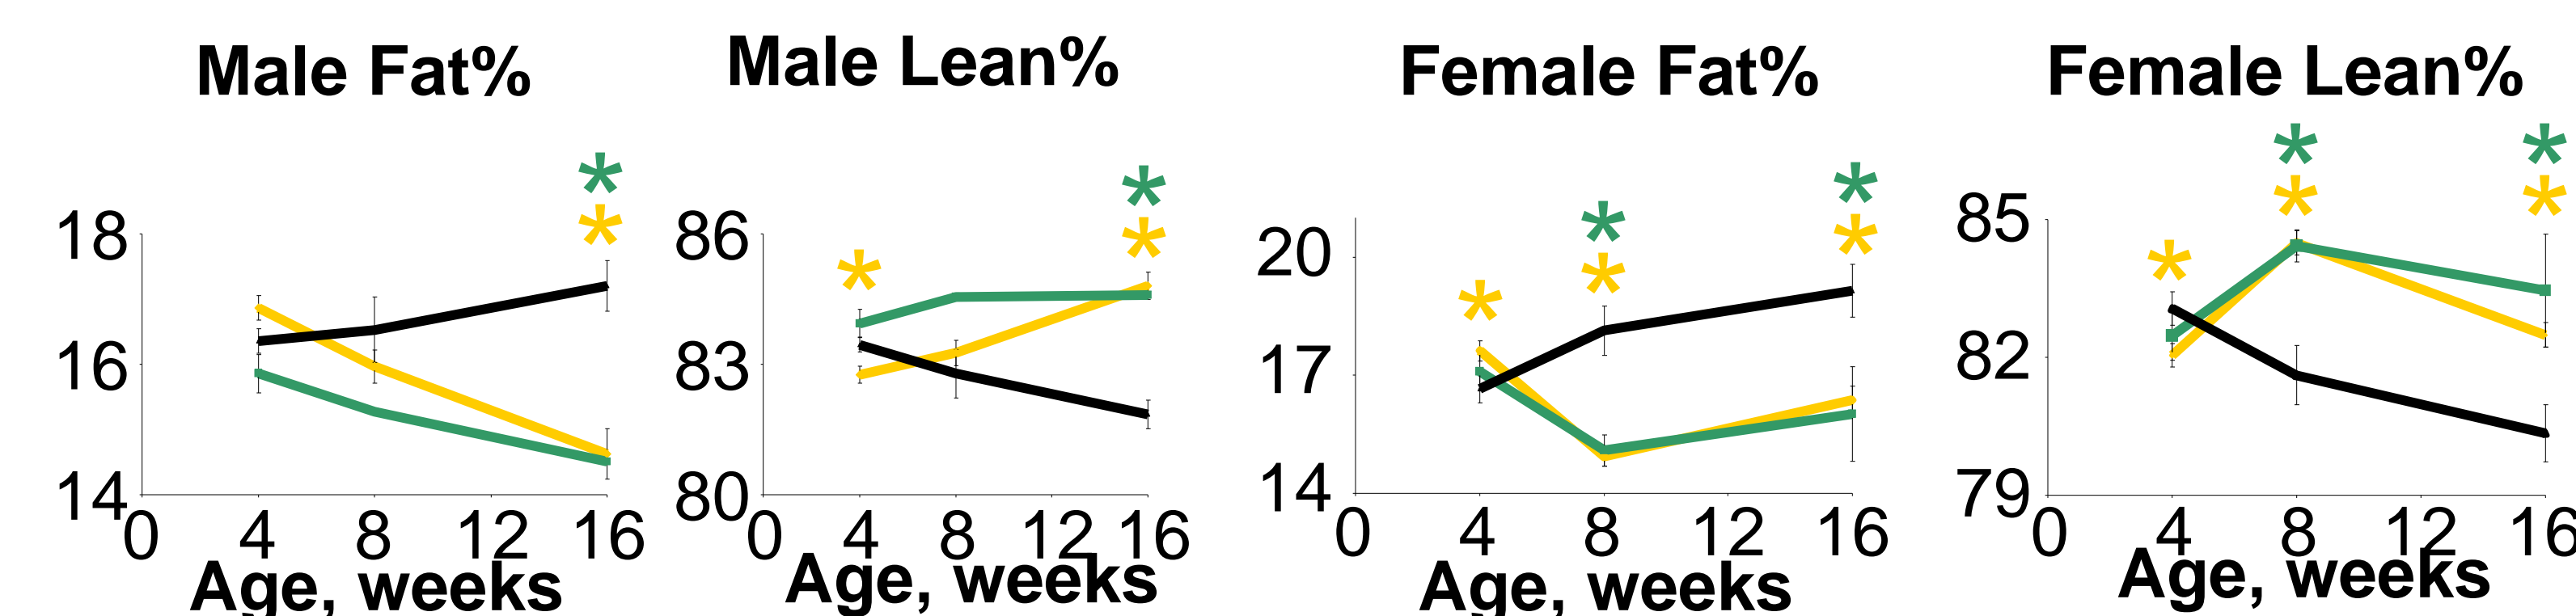 Male Fat%
*
*
18
16
14
0 4 8 12 16
Age, weeks
Male Lean%
*
*
*
86
83
80
0 4 8 12 16
Age, weeks
Female Fat%
*
*
*
*
*
20
17
14
0 4 8 12 16
Age, weeks
Female Lean%
*
*
*
*
*
85
82
79
0 4 8 12 16
Age, weeks